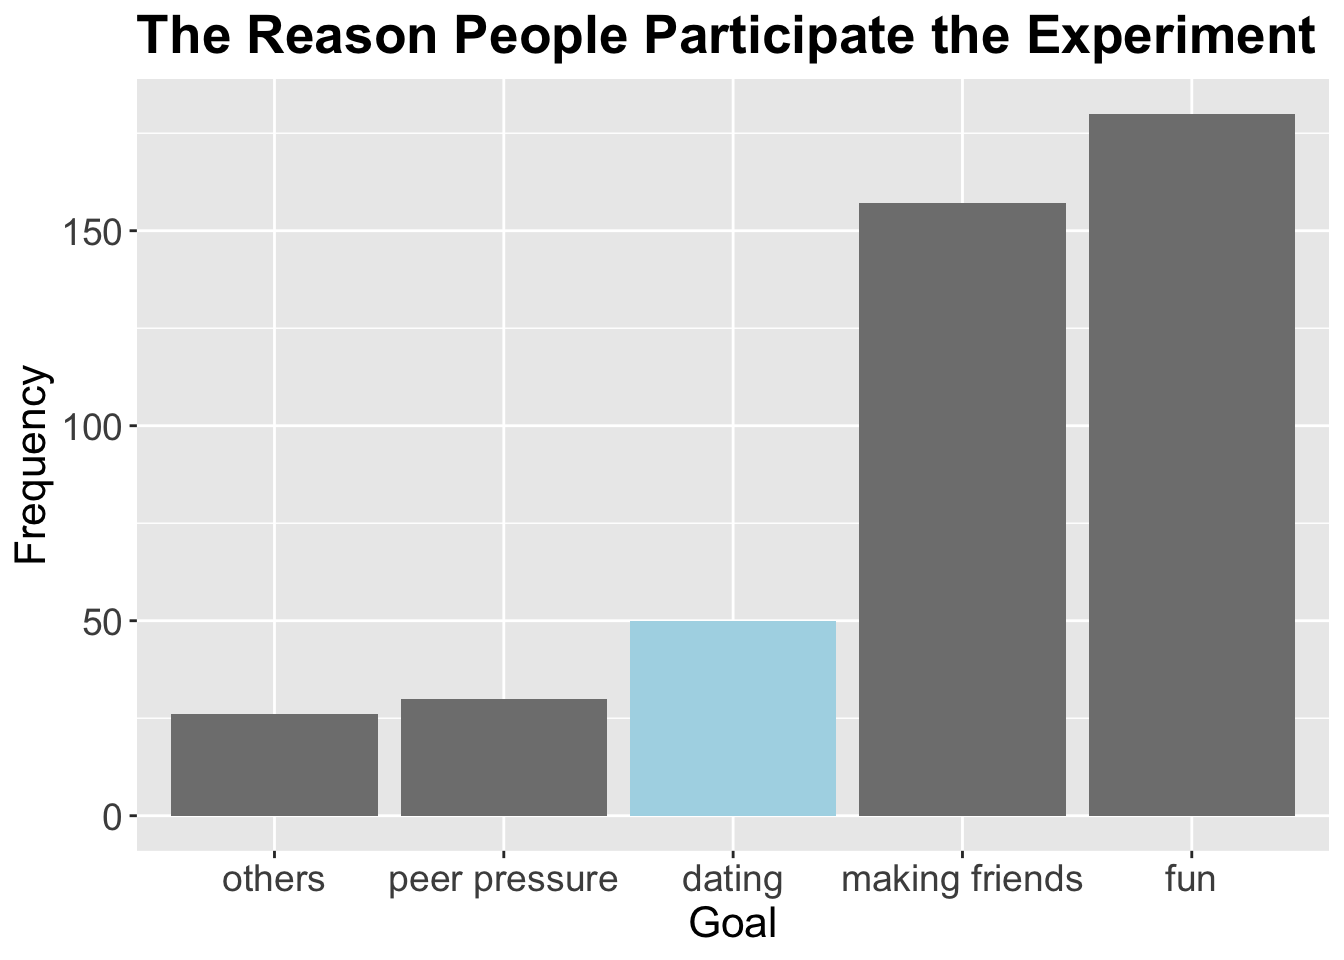 The Reason People Participate the Experiment
Frequency
150
100
50
0
others peer pressure dating making friends fun
Goal